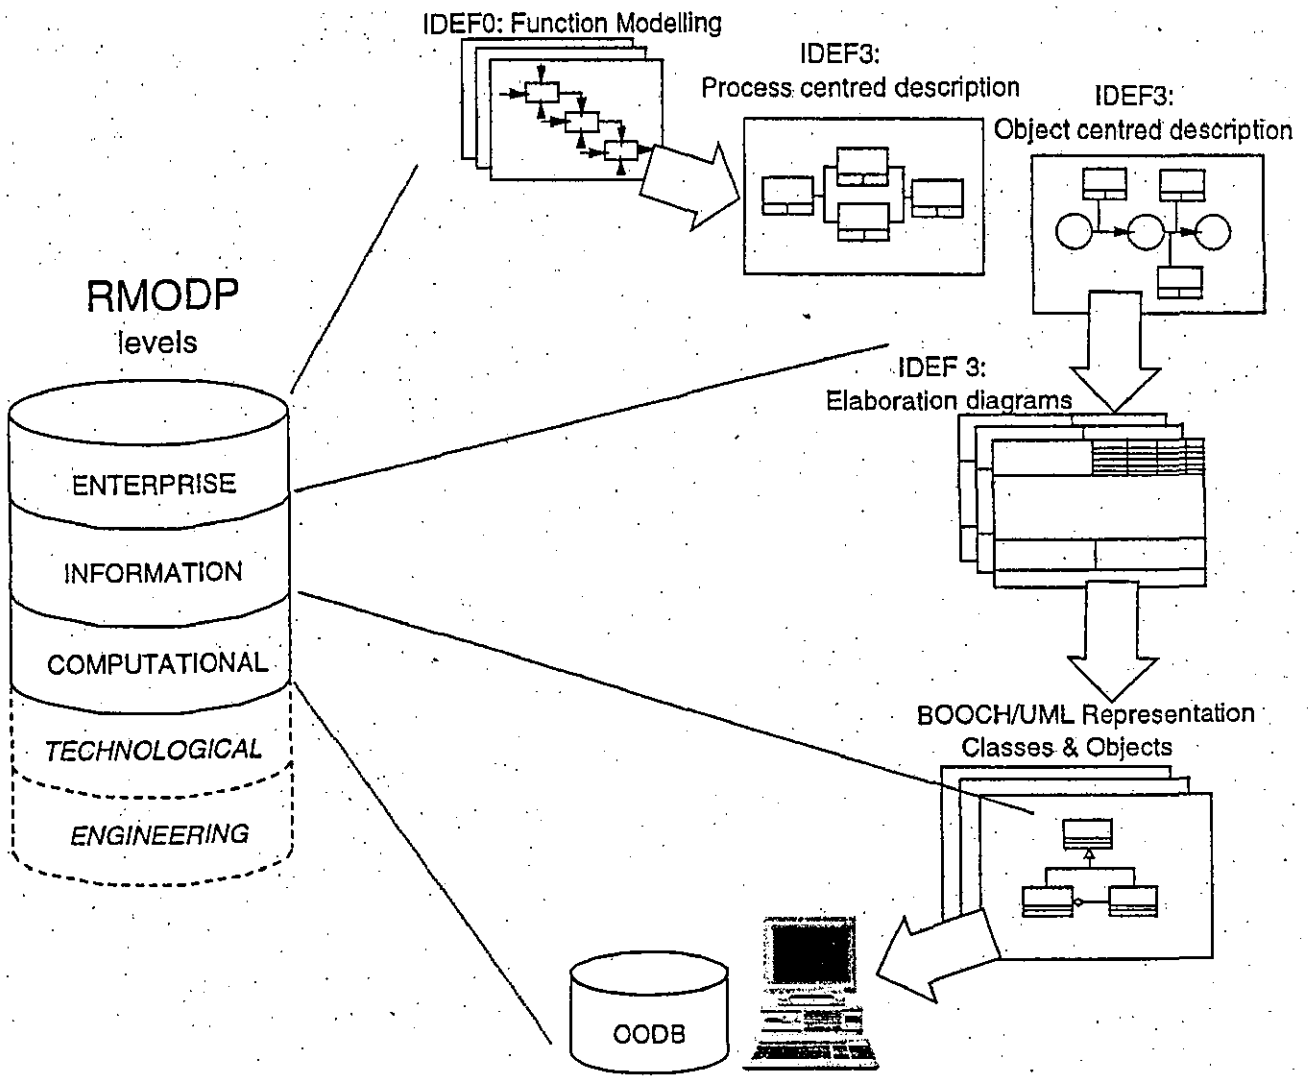 IDEF0: Function Modelling
IDEF3:
Process centred description
IDEF3:
Object centred description
RMODP
levels
IDEF 3:
Elaboration diagrams
ENTERPRISE
INFORMATION
COMPUTATIONAL
TECHNOLOGICAL
ENGINEERING
BOOCH/UML Representation
Classes & Objects
OODB